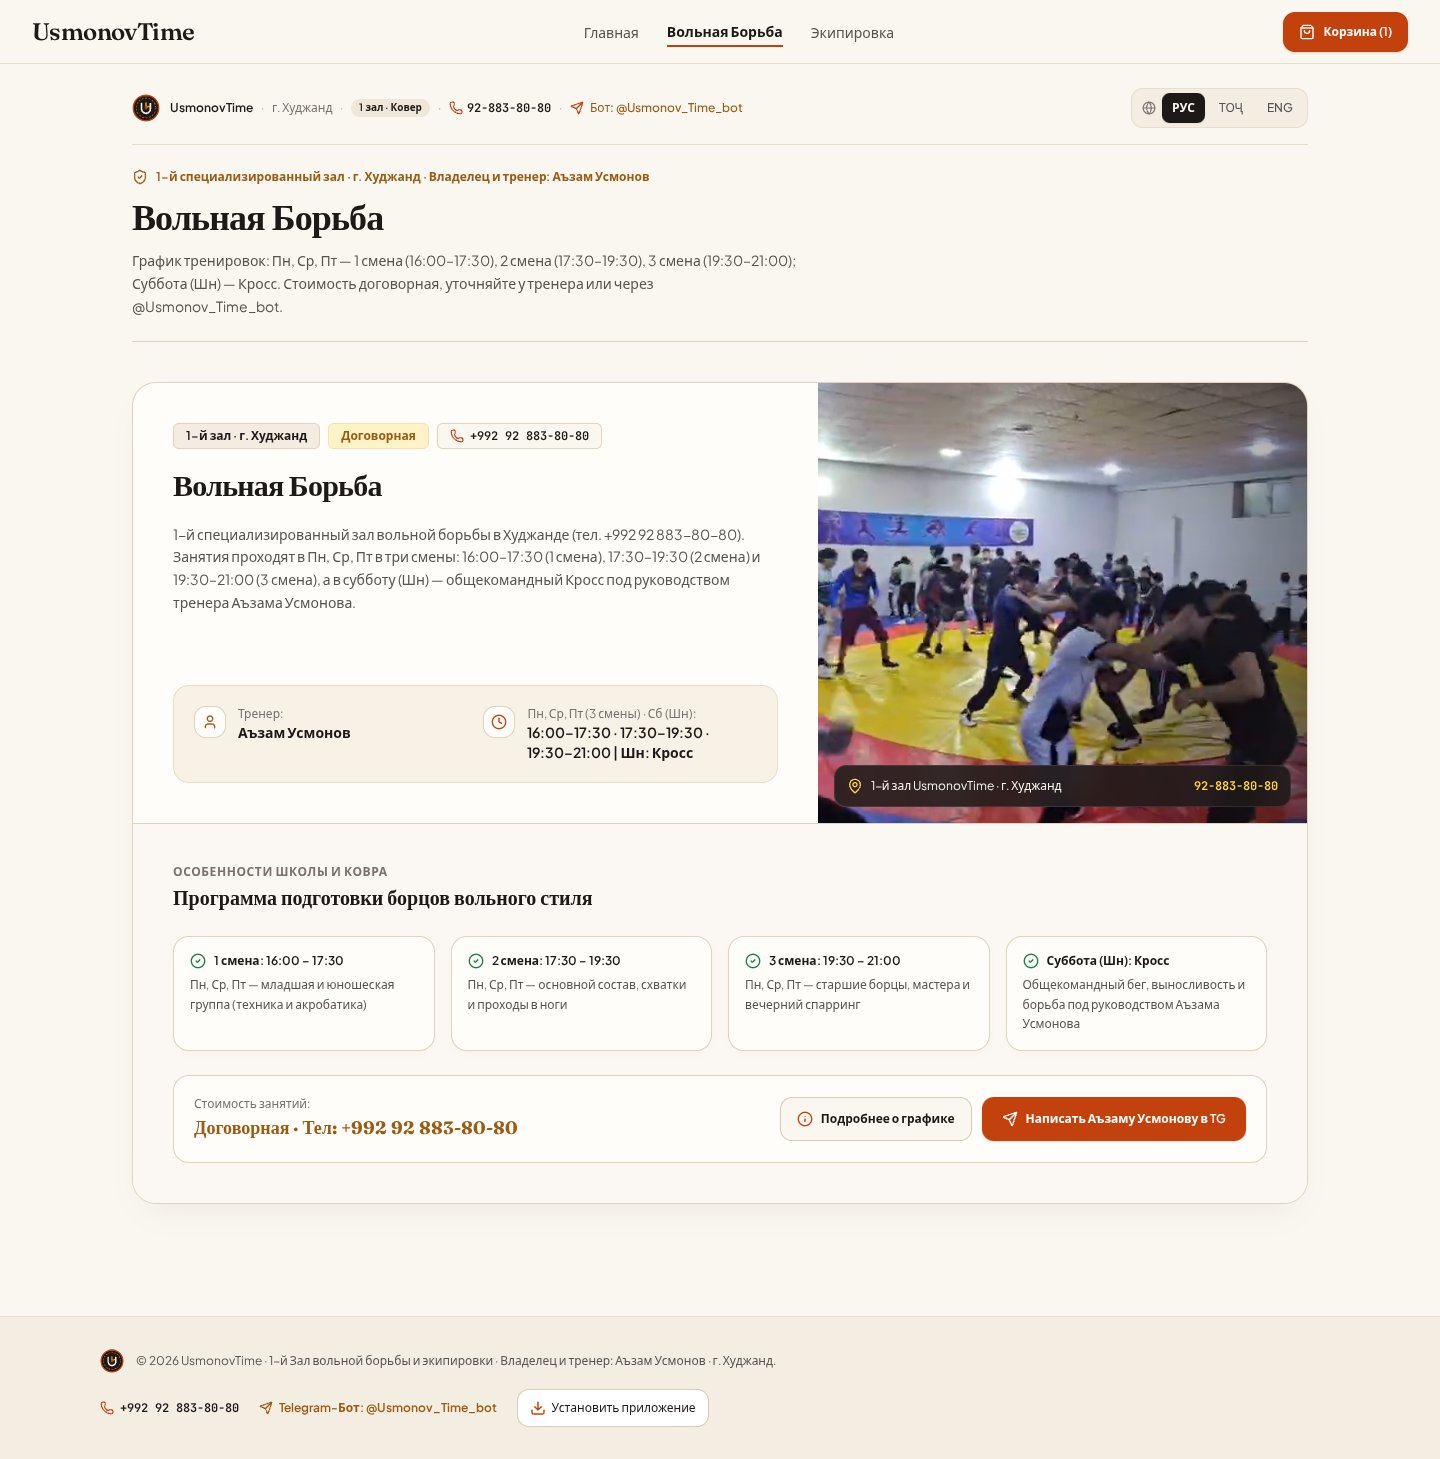 UsmonovTime
Главная
Вольная Борьба
Экипировка
Корзина (1)
UsmonovTime · г. Худжанд · 1 зал · Ковер · 92-883-80-80 · Бот: @Usmonov_Time_bot
РУС
ТОҶ
ENG
1-й специализированный зал · г. Худжанд · Владелец и тренер: Аъзам Усмонов
Вольная Борьба
График тренировок: Пн, Ср, Пт — 1 смена (16:00–17:30), 2 смена (17:30–19:30), 3 смена (19:30–21:00);
Суббота (Шн) — Кросс. Стоимость договорная, уточняйте у тренера или через
@Usmonov_Time_bot.
1-й зал · г. Худжанд
Договорная
+992 92 883-80-80
Вольная Борьба
1-й специализированный зал вольной борьбы в Худжанде (тел. +992 92 883-80-80).
Занятия проходят в Пн, Ср, Пт в три смены: 16:00–17:30 (1 смена), 17:30–19:30 (2 смена) и
19:30–21:00 (3 смена), а в субботу (Шн) — общекомандный Кросс под руководством
тренера Аъзама Усмонова.
Тренер:
Аъзам Усмонов
Пн, Ср, Пт (3 смены) · Сб (Шн):
16:00–17:30 · 17:30–19:30 ·
19:30–21:00 | Шн: Кросс
1-й зал UsmonovTime · г. Худжанд
92-883-80-80
ОСОБЕННОСТИ ШКОЛЫ И КОВРА
Программа подготовки борцов вольного стиля
1 смена: 16:00 – 17:30
Пн, Ср, Пт — младшая и юношеская
группа (техника и акробатика)
2 смена: 17:30 – 19:30
Пн, Ср, Пт — основной состав, схватки
и проходы в ноги
3 смена: 19:30 – 21:00
Пн, Ср, Пт — старшие борцы, мастера и
вечерний спарринг
Суббота (Шн): Кросс
Общекомандный бег, выносливость и
борьба под руководством Аъзама
Усмонова
Стоимость занятий:
Договорная · Тел: +992 92 883-80-80
Подробнее о графике
Написать Аъзаму Усмонову в TG
© 2026 UsmonovTime · 1-й Зал вольной борьбы и экипировки · Владелец и тренер: Аъзам Усмонов · г. Худжанд.
+992 92 883-80-80
Telegram-Бот: @Usmonov_Time_bot
Установить приложение